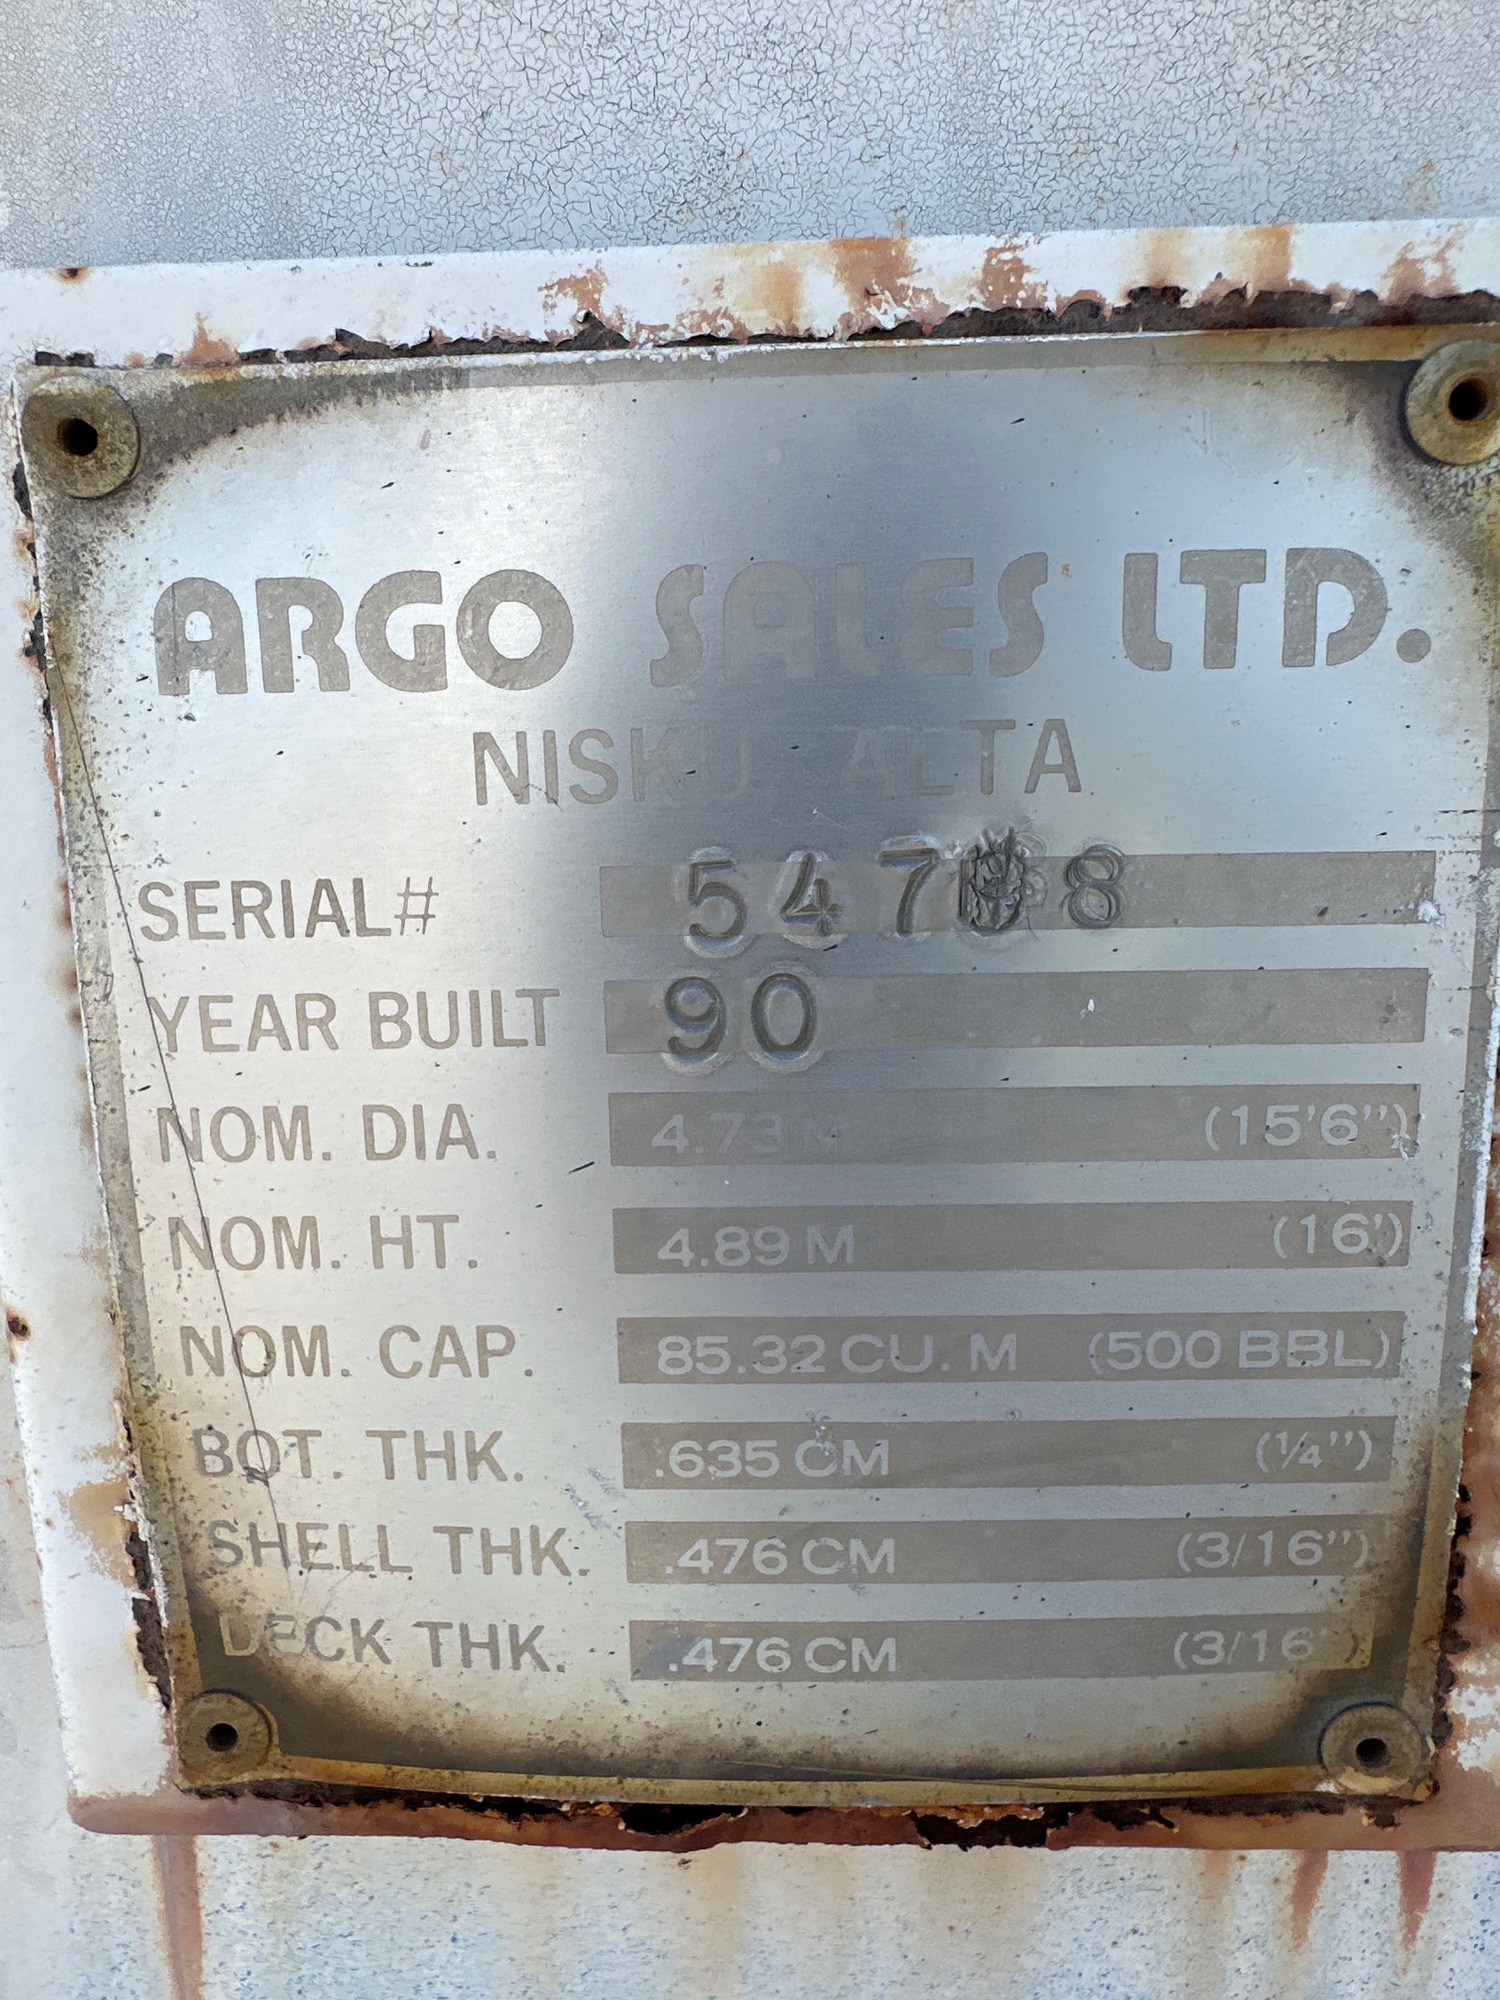 ARGO SALES LTD.
NISKU, ALTA
SERIAL#
YEAR BUILT 90
NOM. DIA. 4.73 M (15'6")
NOM. HT. 4.89 M (16')
NOM. CAP. 85.32 CU. M (500 BBL)
BOT. THK. .635 CM (¼")
SHELL THK. .476 CM (3/16")
DECK THK. .476 CM (3/16")